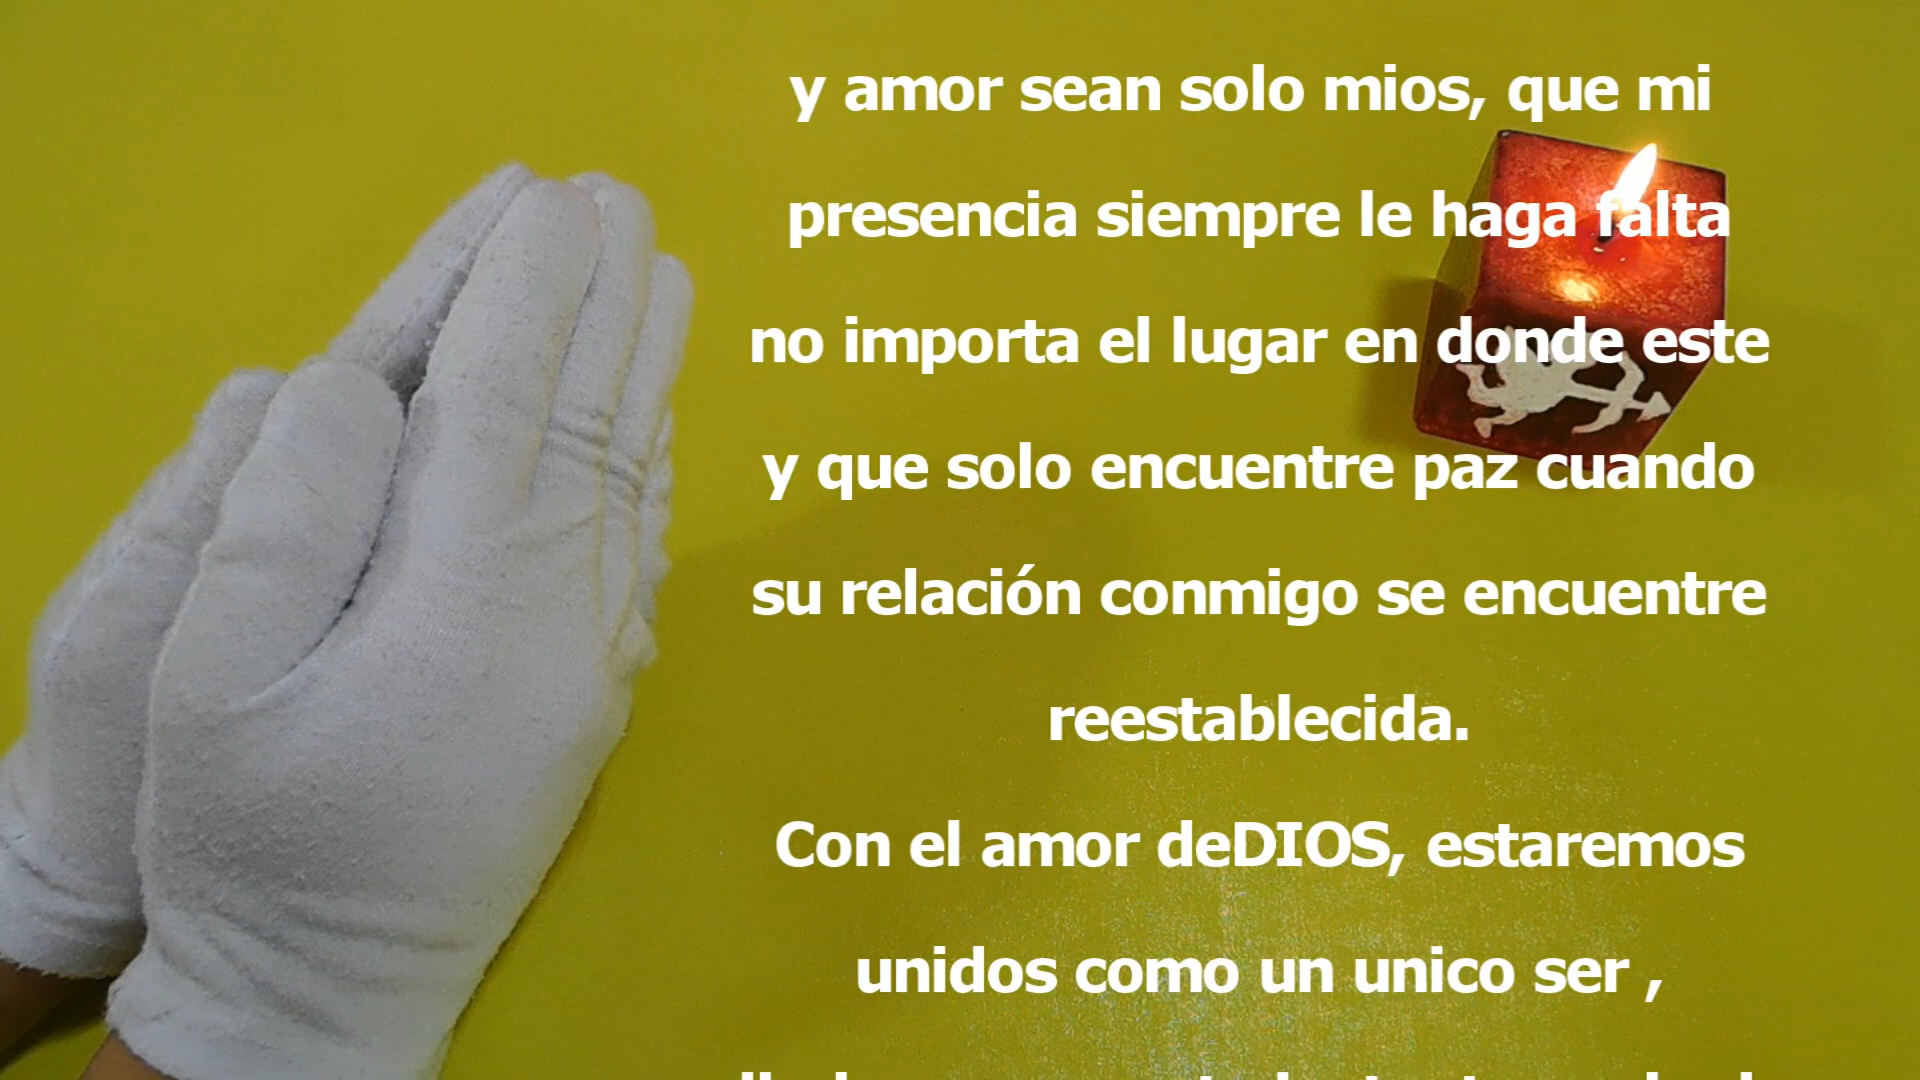 y amor sean solo mios, que mi
presencia siempre le haga falta
no importa el lugar en donde este
y que solo encuentre paz cuando
su relación conmigo se encuentre
reestablecida.
Con el amor deDIOS, estaremos
unidos como un unico ser ,